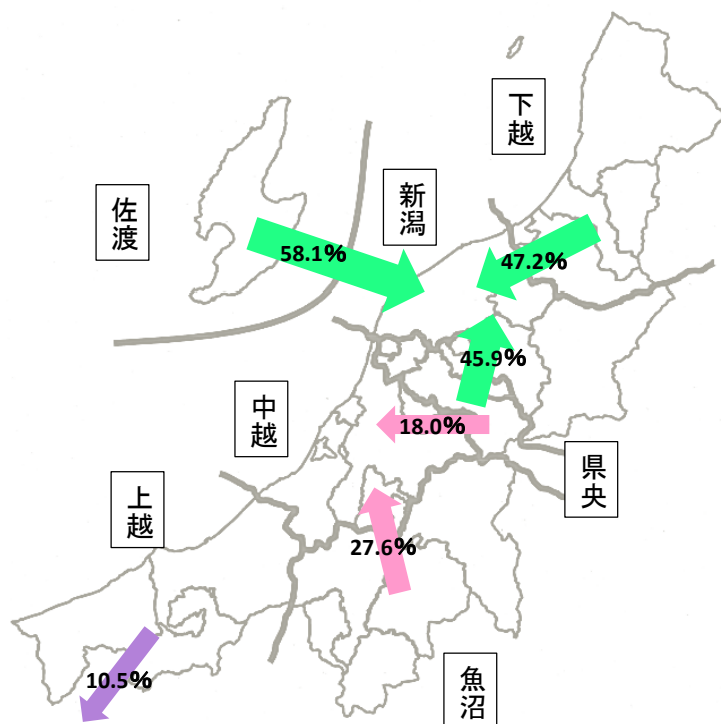 下越
新潟
佐渡
58.1%
47.2%
45.9%
中越
18.0%
県央
上越
27.6%
10.5%
魚沼